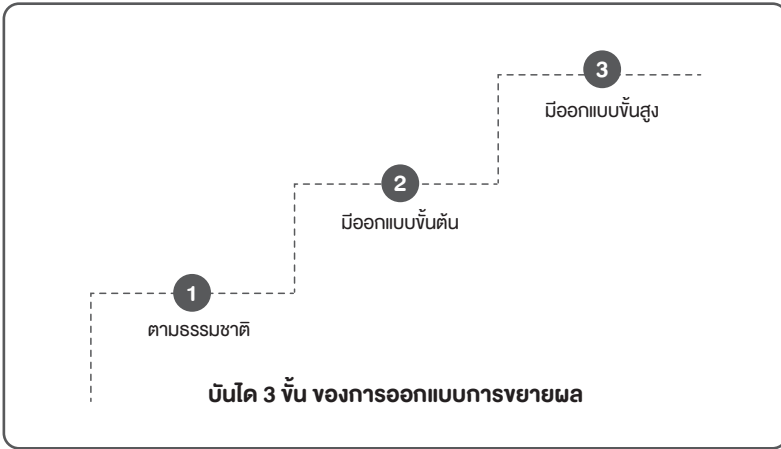 3
มีออกแบบขั้นสูง
2
มีออกแบบขั้นต้น
1
ตามธรรมชาติ
บันได 3 ขั้น ของการออกแบบการขยายผล